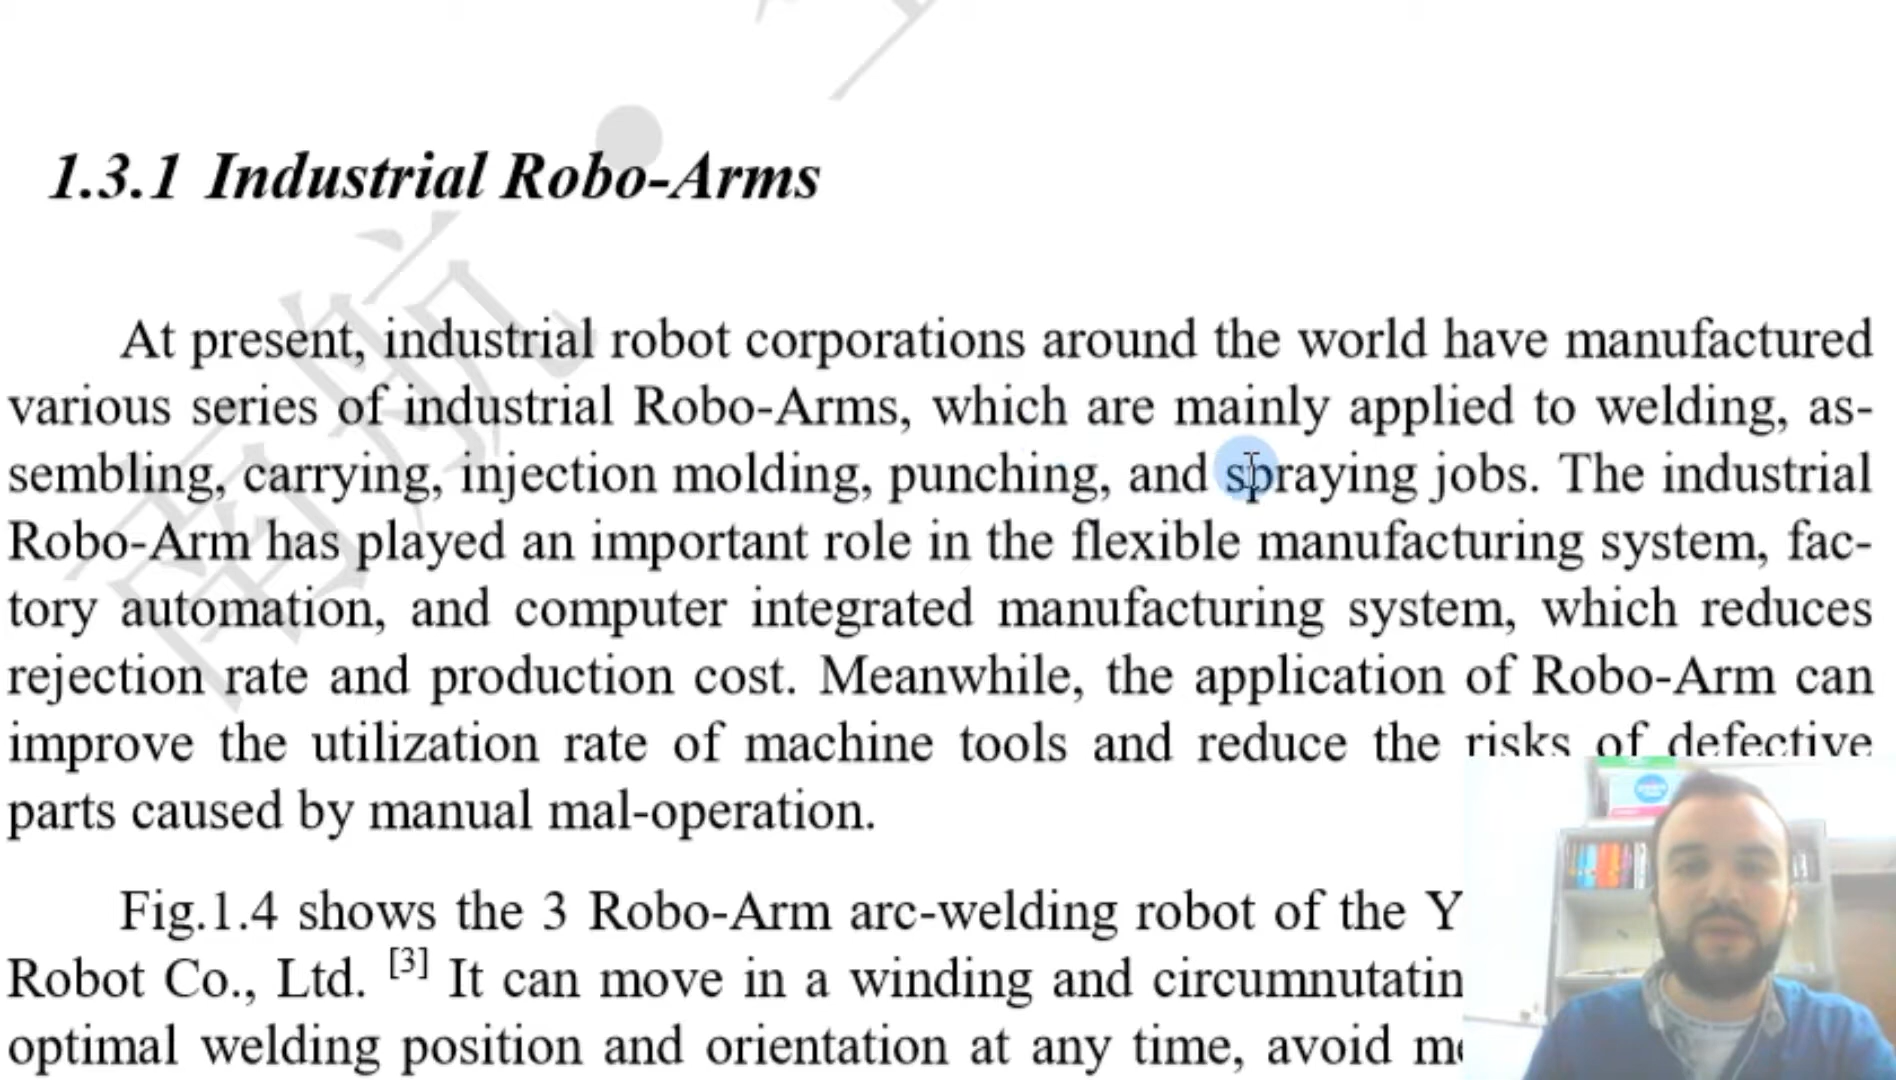 1.3.1 Industrial Robo-Arms
At present, industrial robot corporations around the world have manufactured
various series of industrial Robo-Arms, which are mainly applied to welding, as-
sembling, carrying, injection molding, punching, and spraying jobs. The industrial
Robo-Arm has played an important role in the flexible manufacturing system, fac-
tory automation, and computer integrated manufacturing system, which reduces
rejection rate and production cost. Meanwhile, the application of Robo-Arm can
improve the utilization rate of machine tools and reduce the risks of defective
parts caused by manual mal-operation.
Fig.1.4 shows the 3 Robo-Arm arc-welding robot of the Y
Robot Co., Ltd. [3] It can move in a winding and circumnutatin
optimal welding position and orientation at any time, avoid
南航